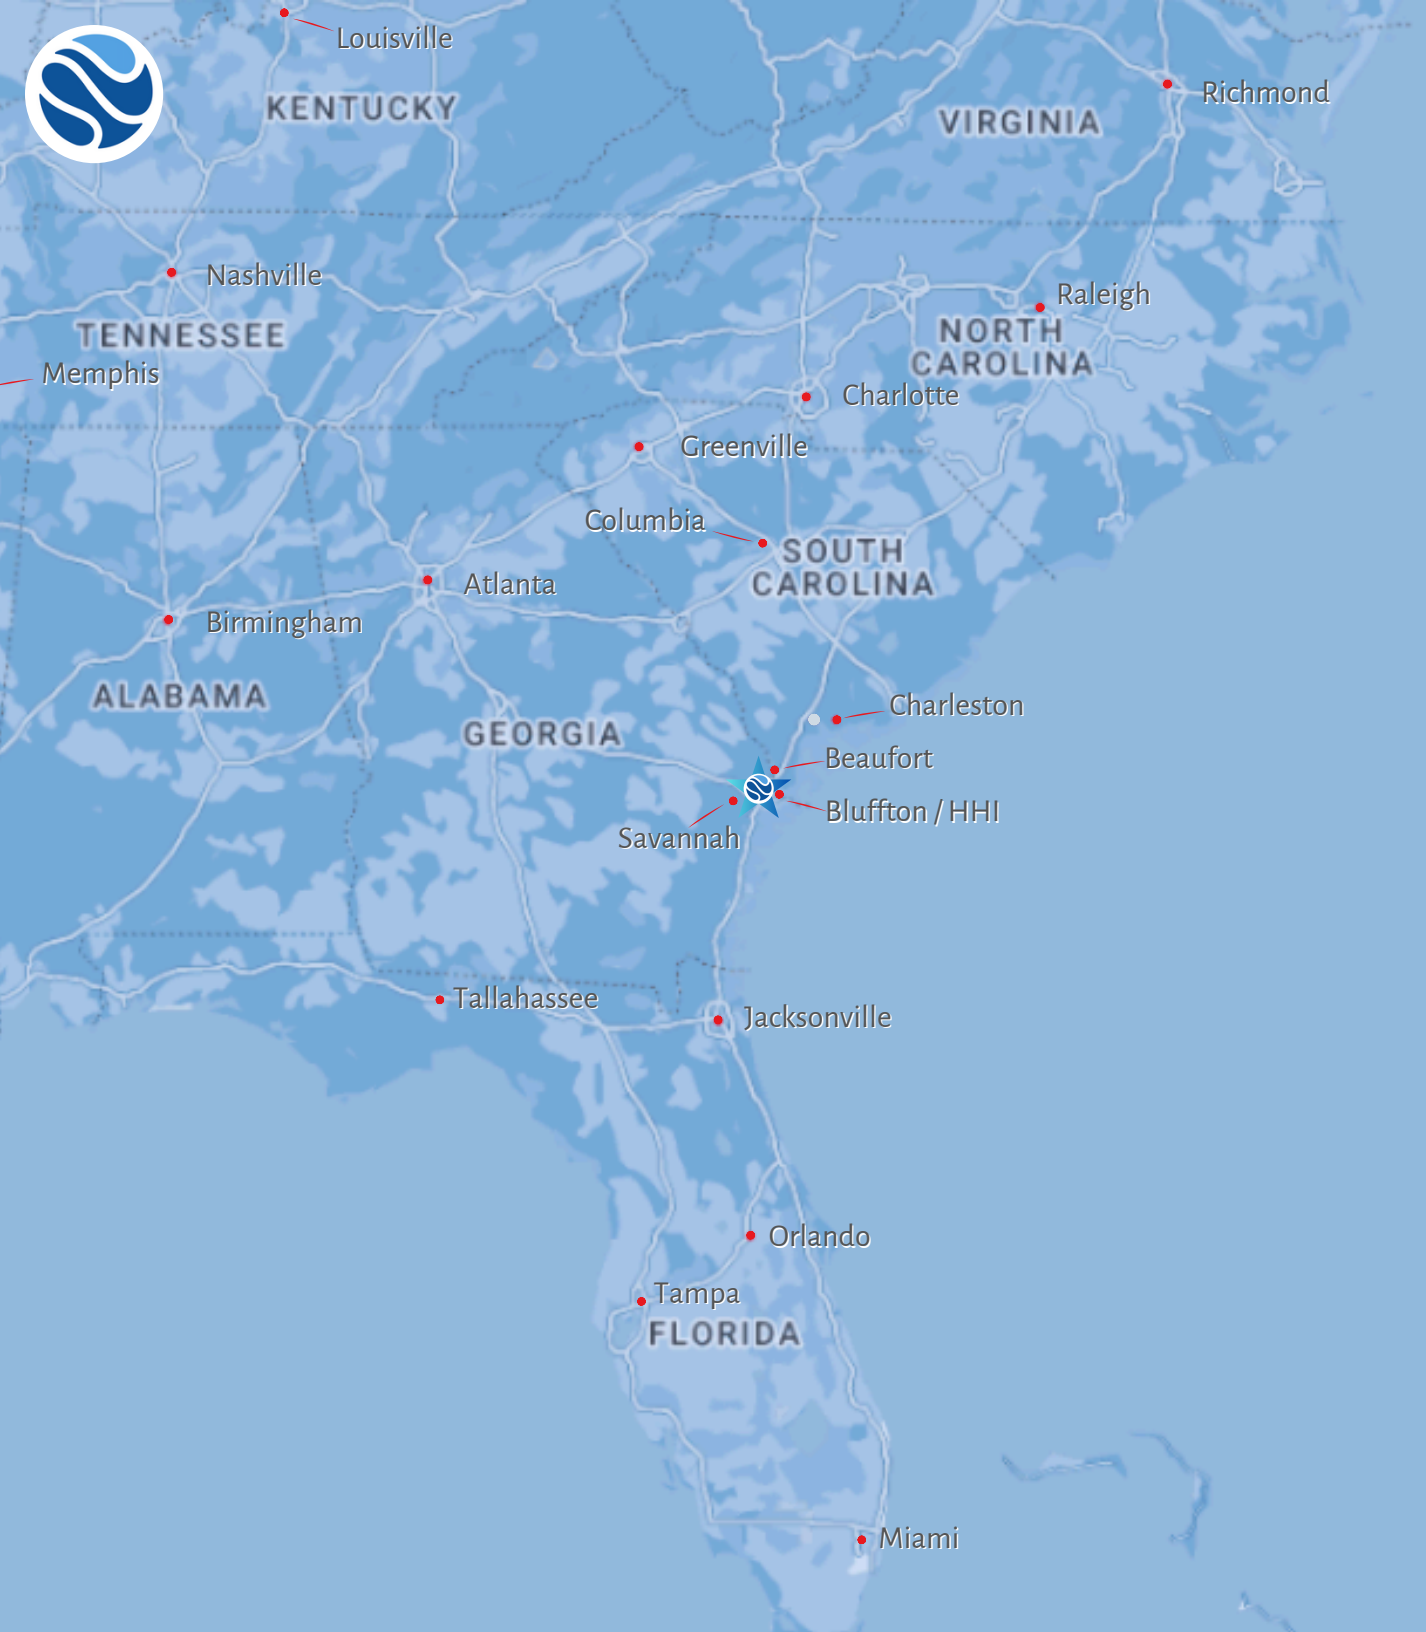 Louisville
KENTUCKY
Richmond
VIRGINIA
Nashville
Raleigh
TENNESSEE
NORTH
CAROLINA
Memphis
Charlotte
Greenville
Columbia
SOUTH
CAROLINA
Atlanta
Birmingham
ALABAMA
Charleston
GEORGIA
Beaufort
Bluffton / HHI
Savannah
Tallahassee
Jacksonville
Orlando
Tampa
FLORIDA
Miami